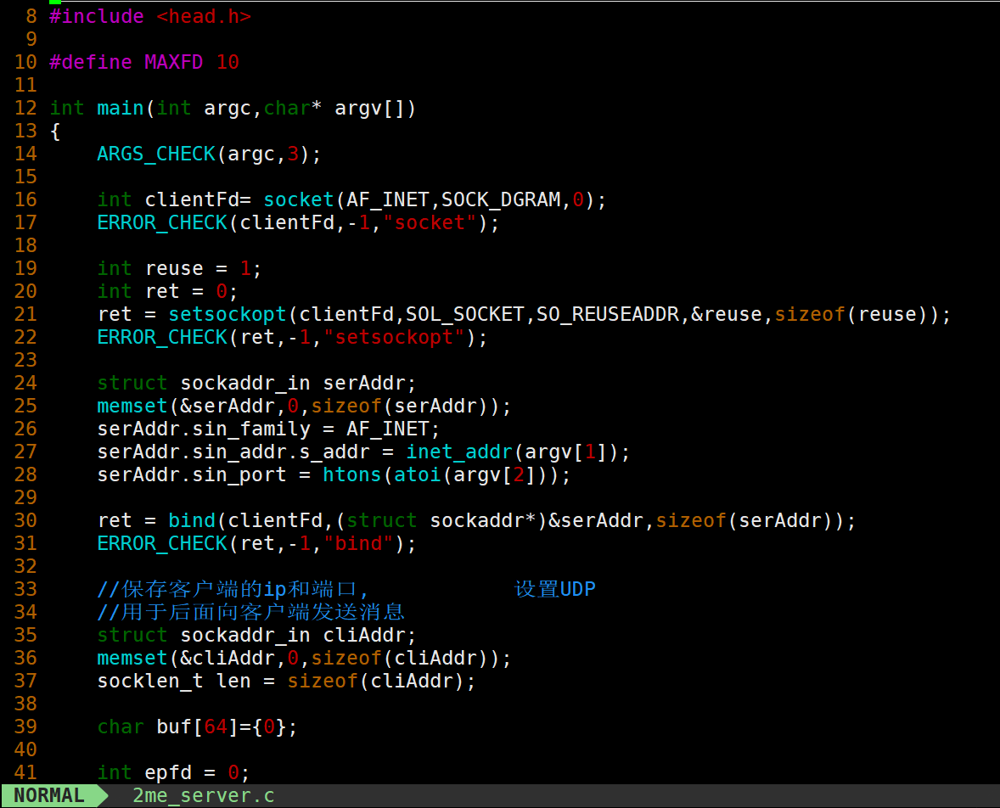 8 #include <head.h>
9
10 #define MAXFD 10
11
12 int main(int argc,char* argv[])
13 {
14     ARGS_CHECK(argc,3);
15
16     int clientFd= socket(AF_INET,SOCK_DGRAM,0);
17     ERROR_CHECK(clientFd,-1,"socket");
18
19     int reuse = 1;
20     int ret = 0;
21     ret = setsockopt(clientFd,SOL_SOCKET,SO_REUSEADDR,&reuse,sizeof(reuse));
22     ERROR_CHECK(ret,-1,"setsockopt");
23
24     struct sockaddr_in serAddr;
25     memset(&serAddr,0,sizeof(serAddr));
26     serAddr.sin_family = AF_INET;
27     serAddr.sin_addr.s_addr = inet_addr(argv[1]);
28     serAddr.sin_port = htons(atoi(argv[2]));
29
30     ret = bind(clientFd,(struct sockaddr*)&serAddr,sizeof(serAddr));
31     ERROR_CHECK(ret,-1,"bind");
32
33     //保存客户端的ip和端口,            设置UDP
34     //用于后面向客户端发送消息
35     struct sockaddr_in cliAddr;
36     memset(&cliAddr,0,sizeof(cliAddr));
37     socklen_t len = sizeof(cliAddr);
38
39     char buf[64]={0};
40
41     int epfd = 0;
NORMAL 2me_server.c